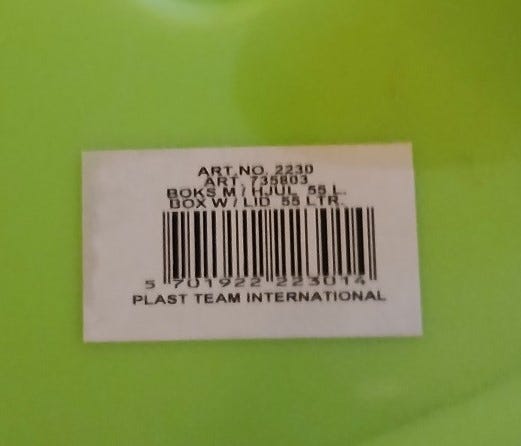 ART.NO. 2230
ART. 735803
BOKS M / HJUL 55 L.
BOX W / LID 55 LTR.
5 701922 223014
PLAST TEAM INTERNATIONAL